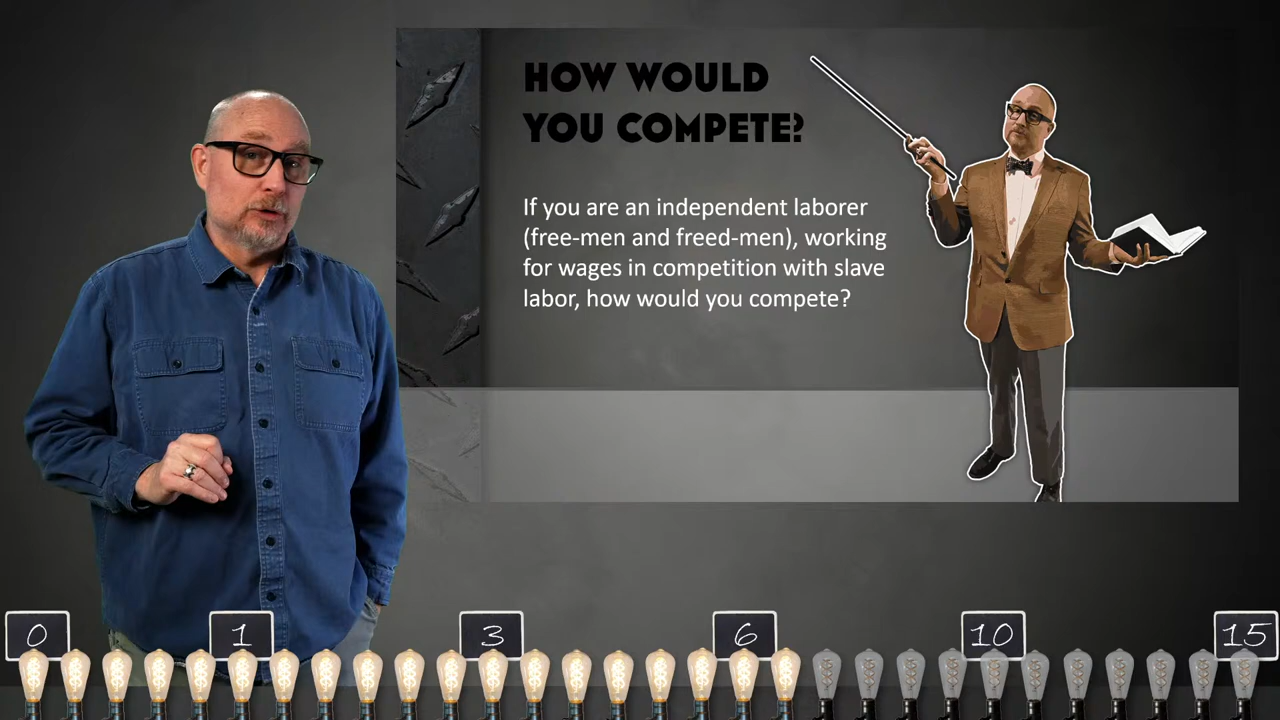 HOW WOULD
YOU COMPETE?
If you are an independent laborer
(free-men and freed-men), working
for wages in competition with slave
labor, how would you compete?
0
1
3
6
10
15